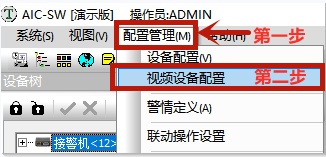 AIC-SW [演示版] 操作员:ADMIN
系统(S) 视图(V) 配置管理(M) 帮助(H) 第一步
设备配置(V)
视频设备配置 第二步
设备树
警情定义(A)
接警机<12>
联动操作设置